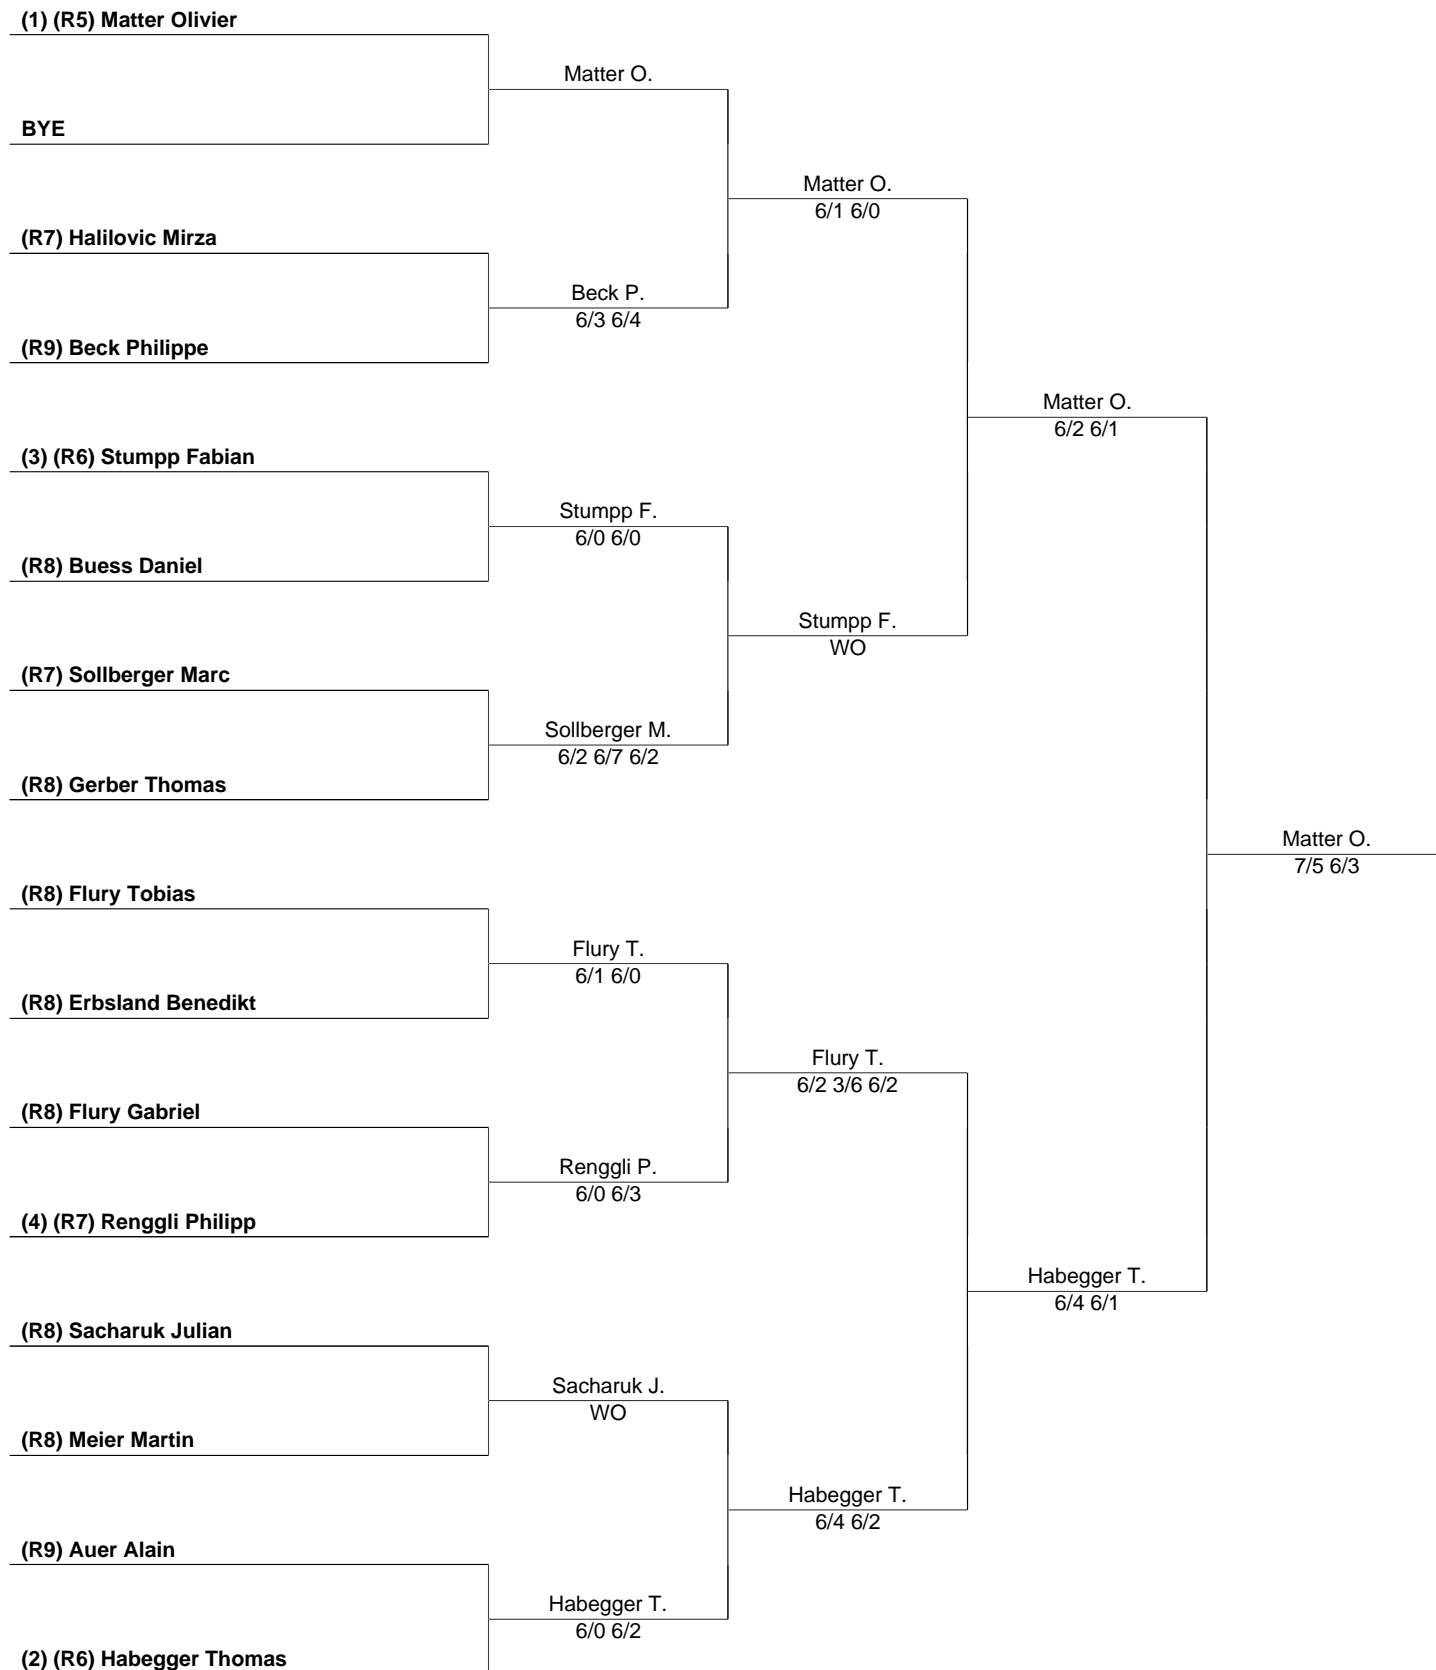 (1) (R5) Matter Olivier
Matter O.
BYE
Matter O.
6/1 6/0
(R7) Halilovic Mirza
Beck P.
6/3 6/4
(R9) Beck Philippe
Matter O.
6/2 6/1
(3) (R6) Stumpp Fabian
Stumpp F.
6/0 6/0
(R8) Buess Daniel
Stumpp F.
WO
(R7) Sollberger Marc
Sollberger M.
6/2 6/7 6/2
(R8) Gerber Thomas
Matter O.
7/5 6/3
(R8) Flury Tobias
Flury T.
6/1 6/0
(R8) Erbsland Benedikt
Flury T.
6/2 3/6 6/2
(R8) Flury Gabriel
Renggli P.
6/0 6/3
(4) (R7) Renggli Philipp
Habegger T.
6/4 6/1
(R8) Sacharuk Julian
Sacharuk J.
WO
(R8) Meier Martin
Habegger T.
6/4 6/2
(R9) Auer Alain
Habegger T.
6/0 6/2
(2) (R6) Habegger Thomas